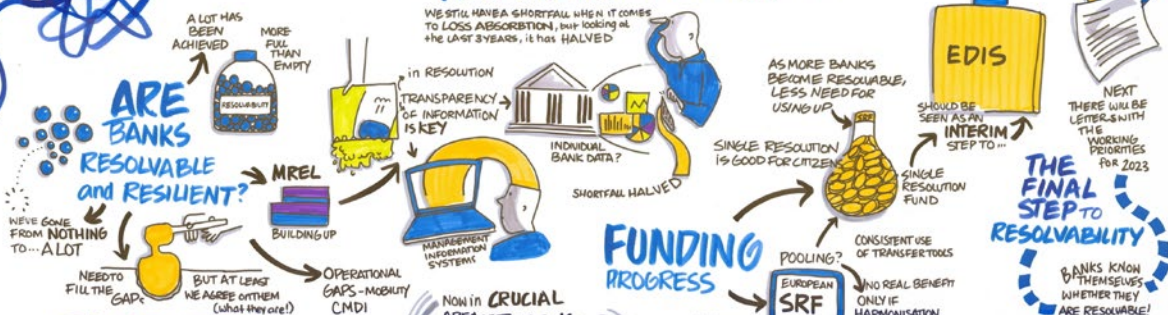 A LOT HAS
BEEN
ACHIEVED
MORE
FULL
THAN
EMPTY
RESOLVABILITY
ARE
BANKS
RESOLVABLE
and RESILIENT?
WE'VE GONE
FROM NOTHING
TO... A LOT
NEED TO
FILL THE
GAPS
BUT AT LEAST
WE AGREE ON THEM
(What they are!)
MREL
BUILDING UP
OPERATIONAL
GAPS - MOBILITY
CMDI
WE STILL HAVE A SHORTFALL WHEN IT COMES
TO LOSS ABSORBTION, but looking at
the LAST 3 YEARS, it has HALVED
in RESOLUTION
TRANSPARENCY
OF INFORMATION
IS KEY
MANAGEMENT
INFORMATION
SYSTEMS
INDIVIDUAL
BANK DATA?
SHORTFALL HALVED
Now in CRUCIAL
FUNDING
PROGRESS
AS MORE BANKS
BECOME RESOLVABLE,
LESS NEED FOR
USING UP
SRF
SINGLE RESOLUTION
IS GOOD FOR CITIZENS
SINGLE
RESOLUTION
FUND
POOLING?
EUROPEAN
SRF
CONSISTENT USE
OF TRANSFER TOOLS
NO REAL BENEFIT
ONLY IF
HARMONISATION
EDIS
SHOULD BE
SEEN AS AN
INTERIM
STEP TO...
NEXT
THERE WILL BE
LETTERS WITH
THE
WORKING
PRIORITIES
for 2023
THE
FINAL
STEP TO
RESOLVABILITY
BANKS KNOW
THEMSELVES
WHETHER THEY
ARE RESOLVABLE!